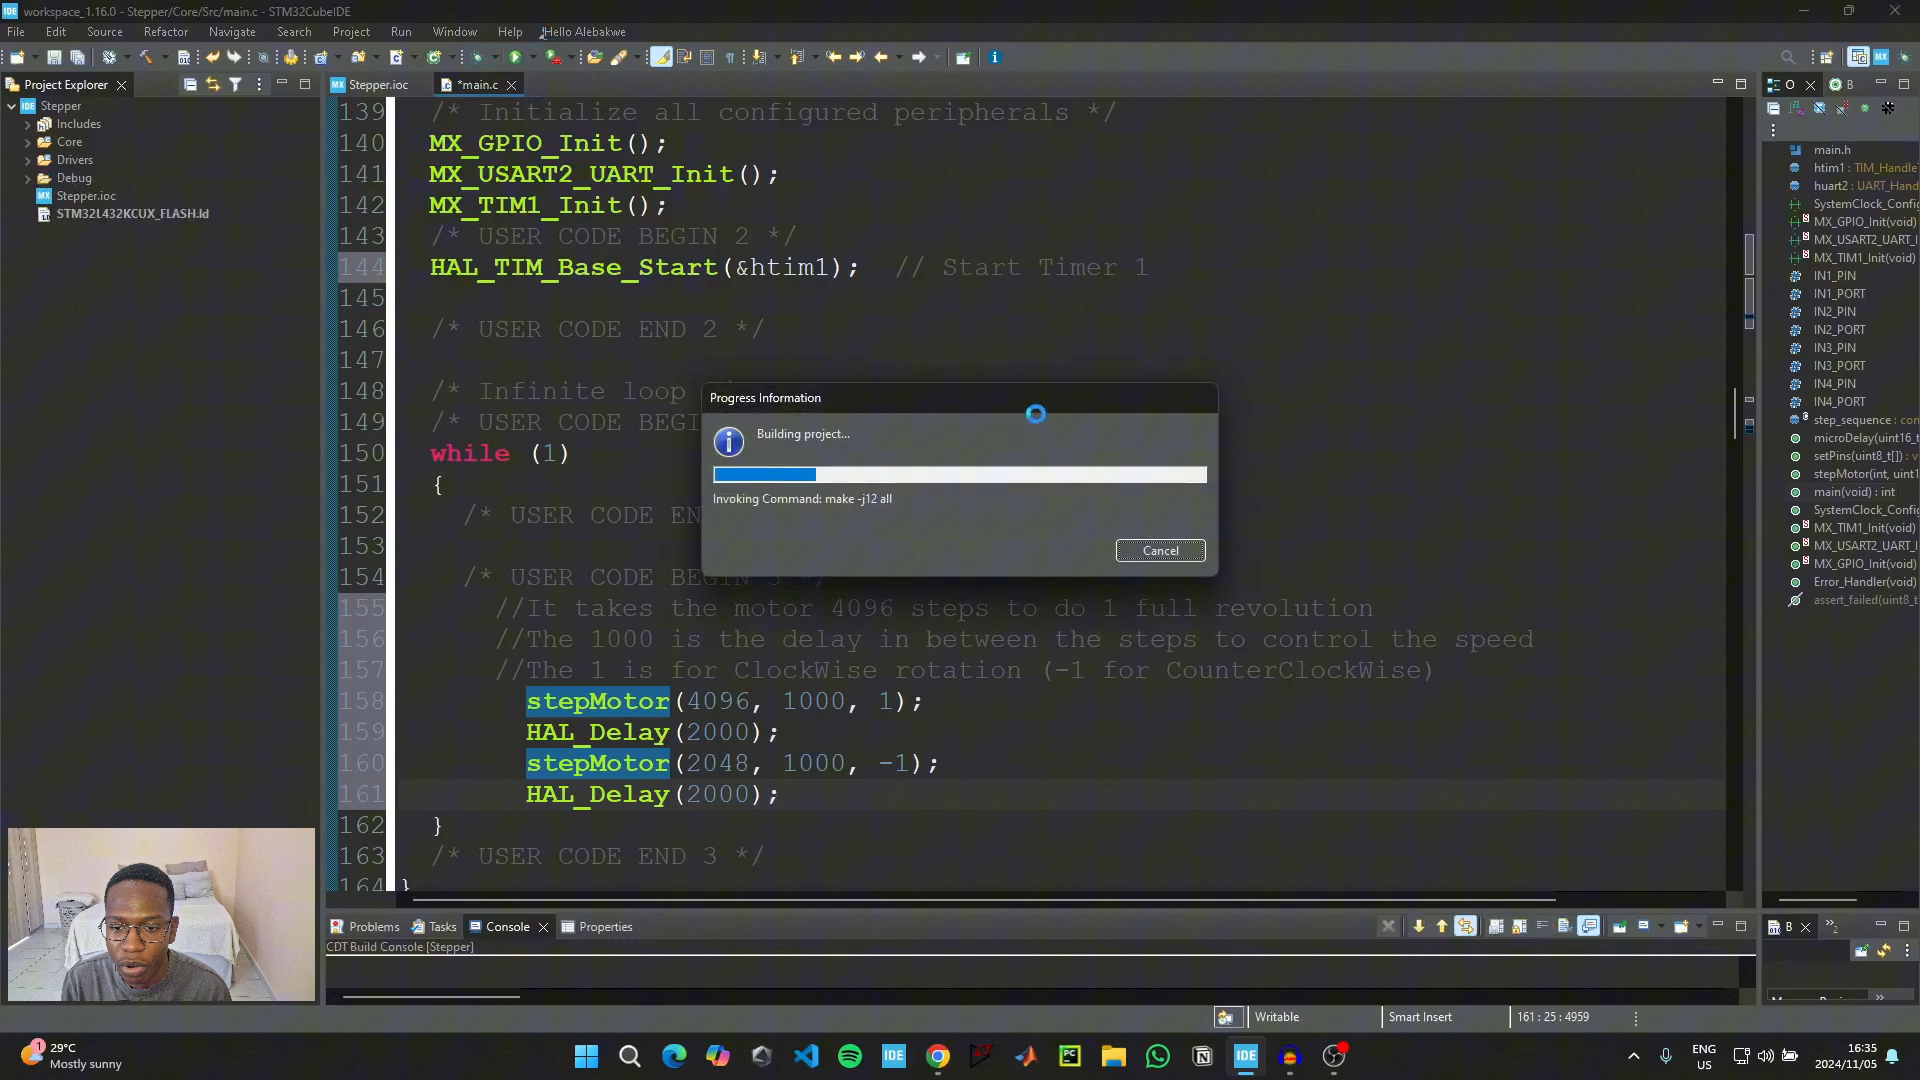 workspace_1.16.0 - Stepper/Core/Src/main.c - STM32CubeIDE
File Edit Source Refactor Navigate Search Project Run Window Help Hello Alebakwe
Project Explorer
Stepper
Includes
Core
Drivers
Debug
Stepper.ioc
STM32L432KCUX_FLASH.ld
Stepper.ioc *main.c
139 /* Initialize all configured peripherals */
140 MX_GPIO_Init();
141 MX_USART2_UART_Init();
142 MX_TIM1_Init();
143 /* USER CODE BEGIN 2 */
144 HAL_TIM_Base_Start(&htim1); // Start Timer 1
145
146 /* USER CODE END 2 */
147
148 /* Infinite loop
149 /* USER CODE BEG
150 while (1)
151 {
152 /* USER CODE EN
153
154 /* USER CODE BEGIN 3 */
155 //It takes the motor 4096 steps to do 1 full revolution
156 //The 1000 is the delay in between the steps to control the speed
157 //The 1 is for ClockWise rotation (-1 for CounterClockWise)
158 stepMotor(4096, 1000, 1);
159 HAL_Delay(2000);
160 stepMotor(2048, 1000, -1);
161 HAL_Delay(2000);
162 }
163 /* USER CODE END 3 */
164 }
Progress Information
Building project...
Invoking Command: make -j12 all
Cancel
O B
main.h
htim1 : TIM_Handle
huart2 : UART_Hand
SystemClock_Config
MX_GPIO_Init(void)
MX_USART2_UART_I
MX_TIM1_Init(void)
IN1_PIN
IN1_PORT
IN2_PIN
IN2_PORT
IN3_PIN
IN3_PORT
IN4_PIN
IN4_PORT
step_sequence : con
microDelay(uint16_t
setPins(uint8_t[]) : v
stepMotor(int, uint1
main(void) : int
SystemClock_Config
MX_TIM1_Init(void)
MX_USART2_UART_I
MX_GPIO_Init(void)
Error_Handler(void)
assert_failed(uint8_t
Problems Tasks Console Properties
CDT Build Console [Stepper]
B
Writable Smart Insert 161 : 25 : 4959
29°C
Mostly sunny
ENG
US
16:35
2024/11/05